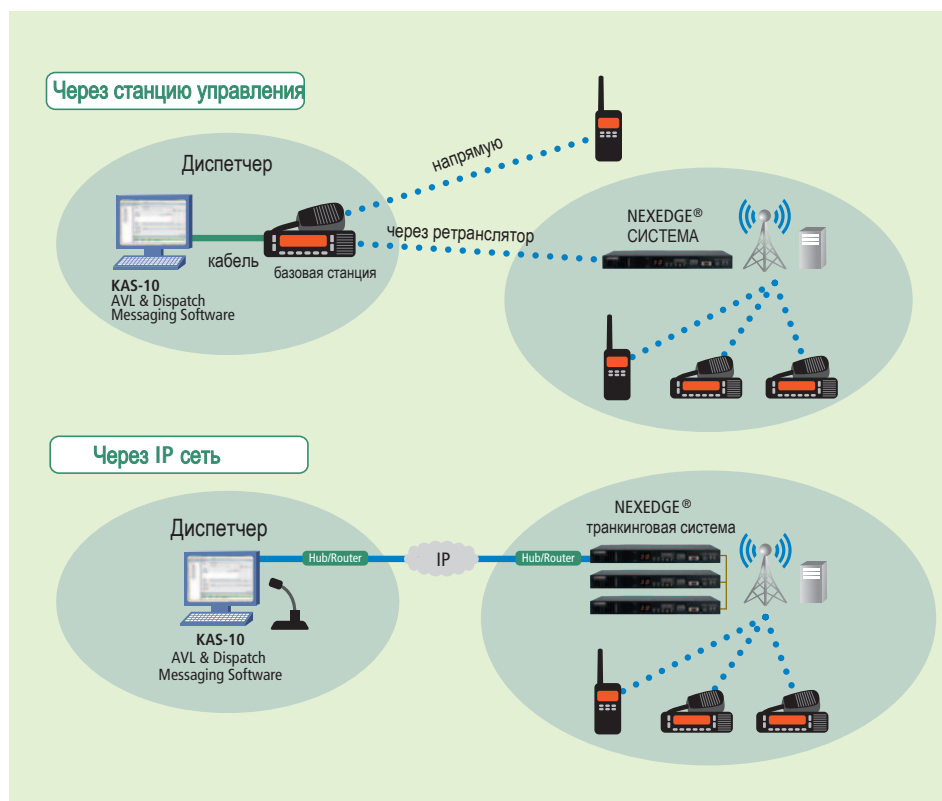 Через станцию управления
Диспетчер
напрямую
через ретранслятор
кабель
базовая станция
KAS-10
AVL & Dispatch
Messaging Software
NEXEDGE®
СИСТЕМА
Через IP сеть
Диспетчер
Hub/Router
IP
Hub/Router
NEXEDGE®
транкинговая система
KAS-10
AVL & Dispatch
Messaging Software